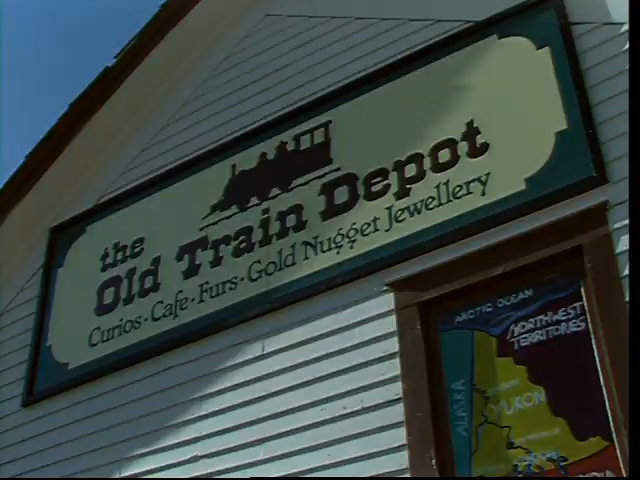 the
Old Train Depot
Curios · Cafe · Furs · Gold Nugget Jewellery
ARCTIC OCEAN
NORTHWEST
TERRITORIES
ALASKA
YUKON